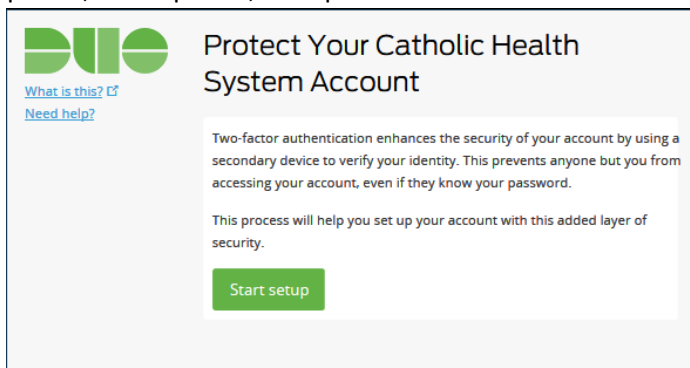 DUO
What is this?
Need help?
Protect Your Catholic Health
System Account
Two-factor authentication enhances the security of your account by using a
secondary device to verify your identity. This prevents anyone but you from
accessing your account, even if they know your password.
This process will help you set up your account with this added layer of
security.
Start setup